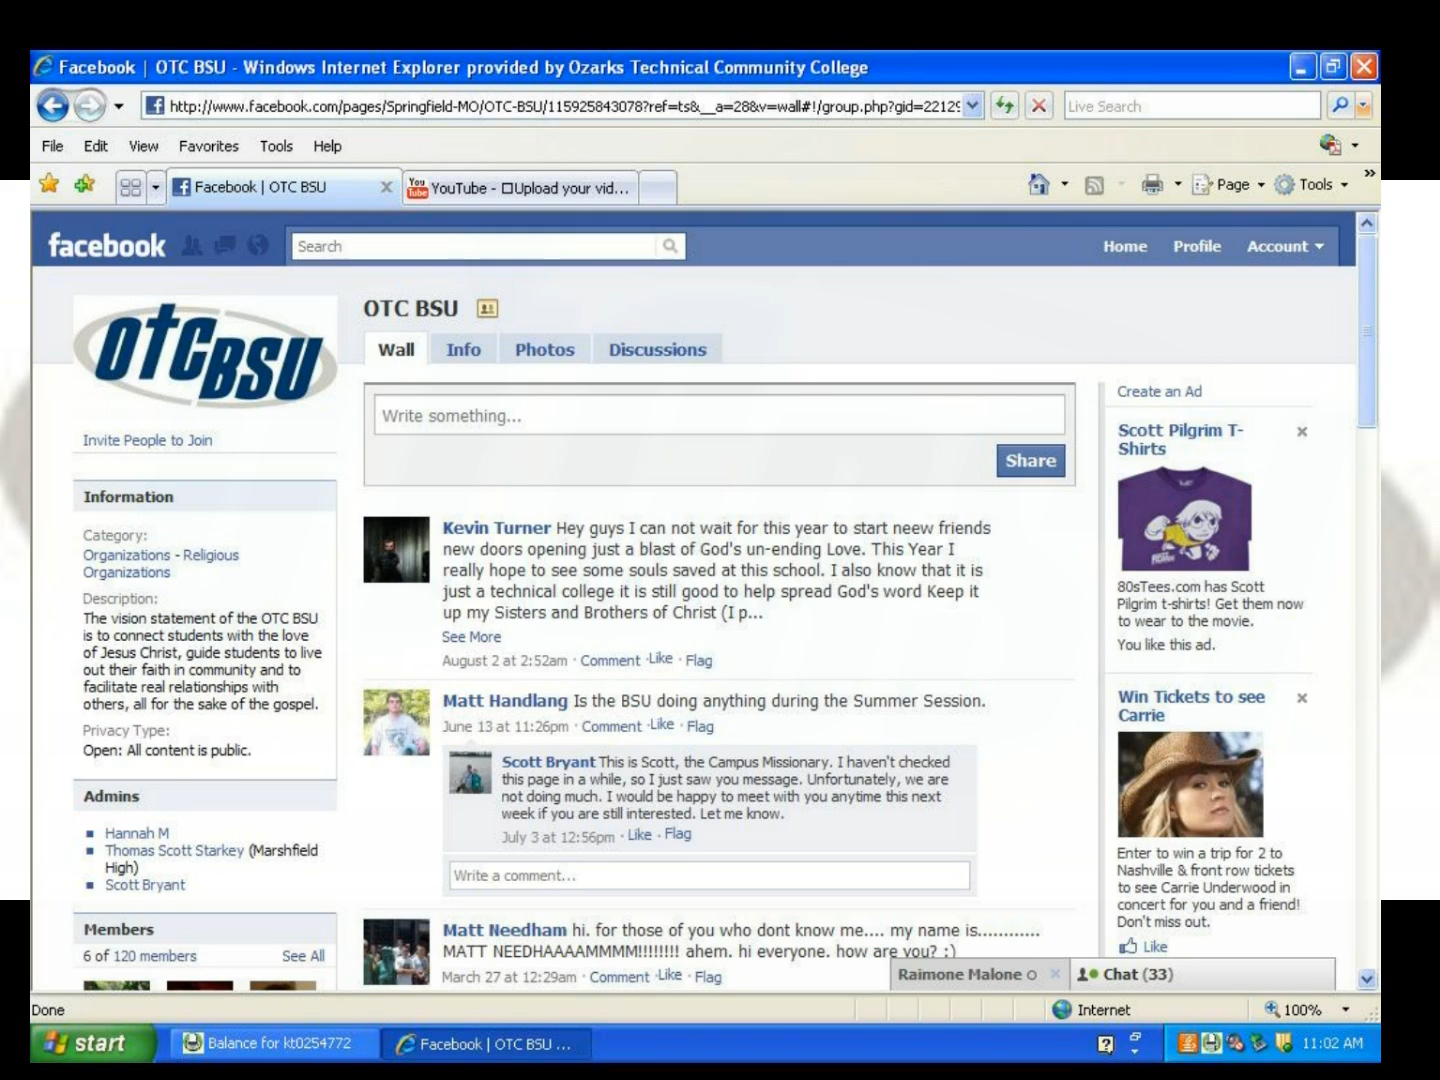 Facebook | OTC BSU - Windows Internet Explorer provided by Ozarks Technical Community College
http://www.facebook.com/pages/Springfield-MO/OTC-BSU/115925843078?ref=ts&__a=28&v=wall#!/group.php?gid=22129
Live Search
File Edit View Favorites Tools Help
Facebook | OTC BSU
YouTube - □Upload your vid...
Page Tools
facebook
Search
Home Profile Account
otcBSU
OTC BSU
Wall Info Photos Discussions
Write something...
Share
Invite People to Join
Information
Category:
Organizations - Religious
Organizations
Description:
The vision statement of the OTC BSU
is to connect students with the love
of Jesus Christ, guide students to live
out their faith in community and to
facilitate real relationships with
others, all for the sake of the gospel.
Privacy Type:
Open: All content is public.
Admins
Hannah M
Thomas Scott Starkey (Marshfield
High)
Scott Bryant
Members
6 of 120 members See All
Kevin Turner Hey guys I can not wait for this year to start neew friends
new doors opening just a blast of God's un-ending Love. This Year I
really hope to see some souls saved at this school. I also know that it is
just a technical college it is still good to help spread God's word Keep it
up my Sisters and Brothers of Christ (I p...
See More
August 2 at 2:52am · Comment · Like · Flag
Matt Handlang Is the BSU doing anything during the Summer Session.
June 13 at 11:26pm · Comment · Like · Flag
Scott Bryant This is Scott, the Campus Missionary. I haven't checked
this page in a while, so I just saw you message. Unfortunately, we are
not doing much. I would be happy to meet with you anytime this next
week if you are still interested. Let me know.
July 3 at 12:56pm · Like · Flag
Write a comment...
Matt Needham hi. for those of you who dont know me.... my name is............
MATT NEEDHAAAAMMMM!!!!!!!! ahem. hi everyone. how are you? :)
March 27 at 12:29am · Comment · Like · Flag
Create an Ad
Scott Pilgrim T-
Shirts
80sTees.com has Scott
Pilgrim t-shirts! Get them now
to wear to the movie.
You like this ad.
Win Tickets to see
Carrie
Enter to win a trip for 2 to
Nashville & front row tickets
to see Carrie Underwood in
concert for you and a friend!
Don't miss out.
Like
Raimone Malone
Chat (33)
Done
Internet
100%
start
Balance for kt0254772
Facebook | OTC BSU ...
11:02 AM